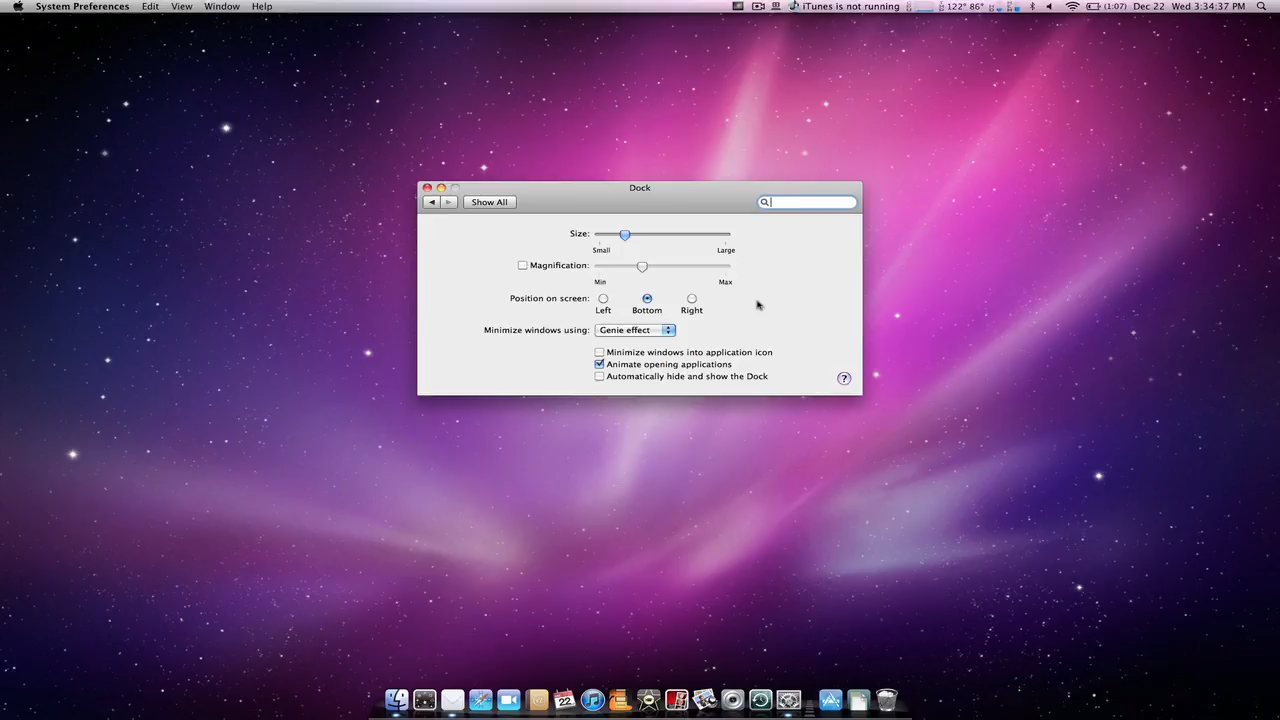 System Preferences Edit View Window Help iTunes is not running 122° 86° (1:07) Dec 22 Wed 3:34:37 PM
Dock
Show All
Size:
Small Large
Magnification:
Min Max
Position on screen:
Left Bottom Right
Minimize windows using: Genie effect
Minimize windows into application icon
Animate opening applications
Automatically hide and show the Dock
?
22